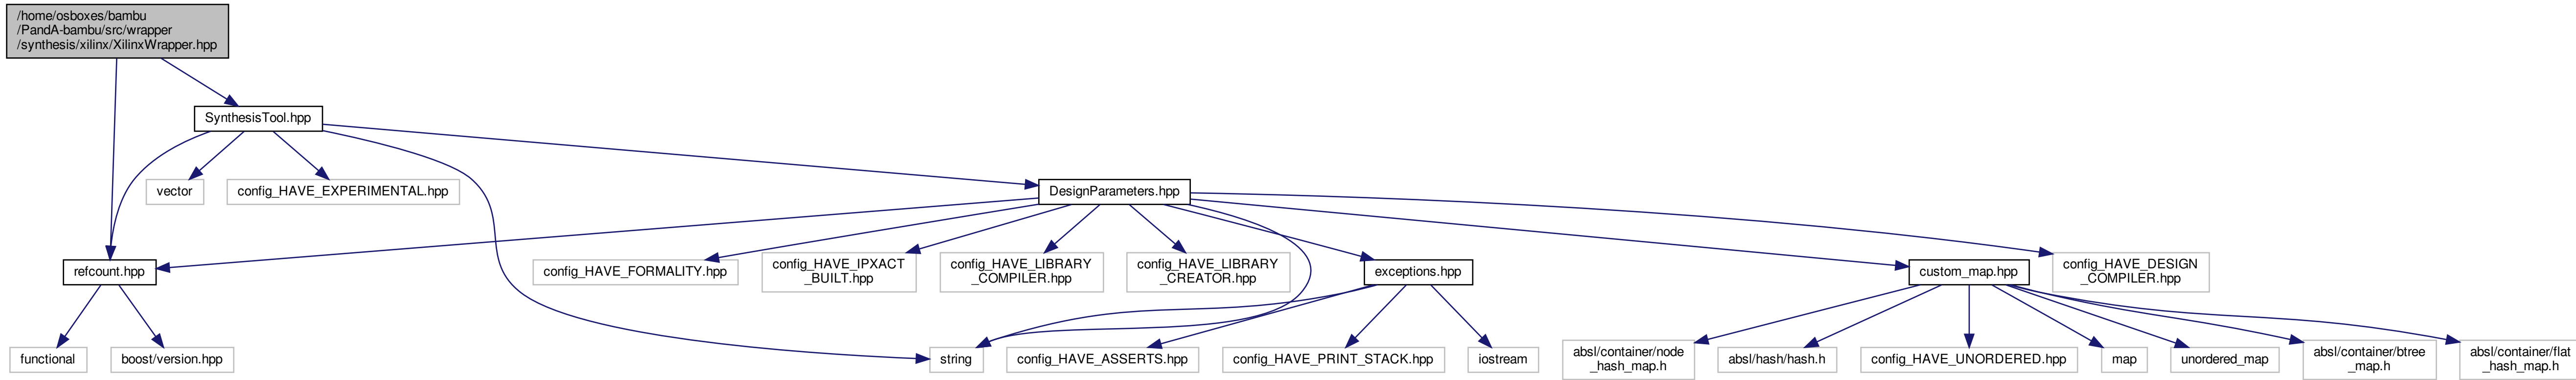 /home/osboxes/bambu
/PandA-bambu/src/wrapper
/synthesis/xilinx/XilinxWrapper.hpp
SynthesisTool.hpp
vector
config_HAVE_EXPERIMENTAL.hpp
DesignParameters.hpp
refcount.hpp
config_HAVE_FORMALITY.hpp
config_HAVE_IPXACT
_BUILT.hpp
config_HAVE_LIBRARY
_COMPILER.hpp
config_HAVE_LIBRARY
_CREATOR.hpp
exceptions.hpp
custom_map.hpp
config_HAVE_DESIGN
_COMPILER.hpp
functional
boost/version.hpp
string
config_HAVE_ASSERTS.hpp
config_HAVE_PRINT_STACK.hpp
iostream
absl/container/node
_hash_map.h
absl/hash/hash.h
config_HAVE_UNORDERED.hpp
map
unordered_map
absl/container/btree
_map.h
absl/container/flat
_hash_map.h